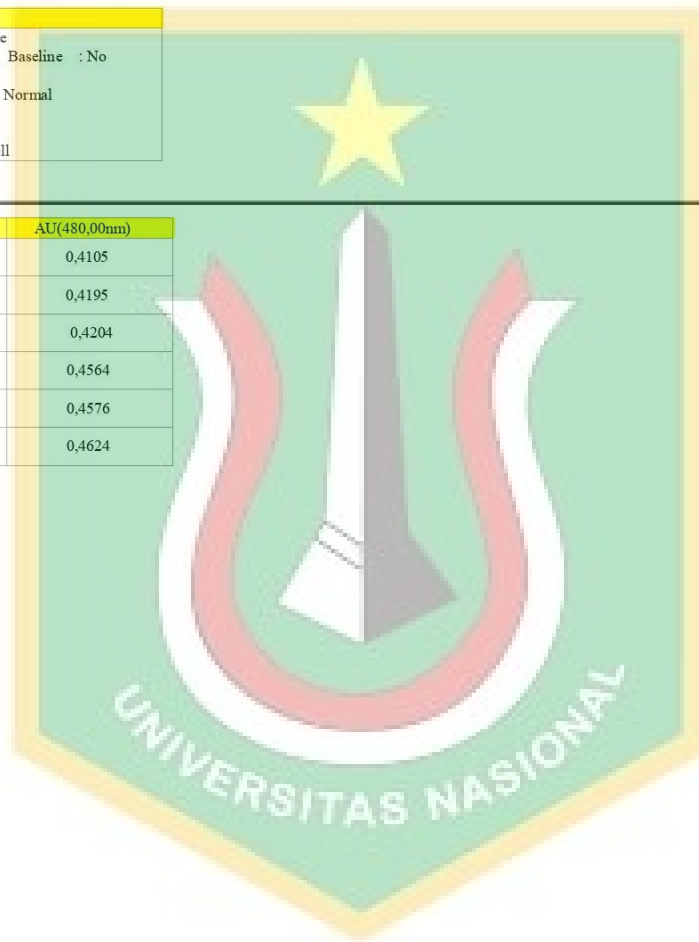 e
Baseline : No
Normal
ll
AU(480,00nm)
0,4105
0,4195
0,4204
0,4564
0,4576
0,4624
UNIVERSITAS NASIONAL